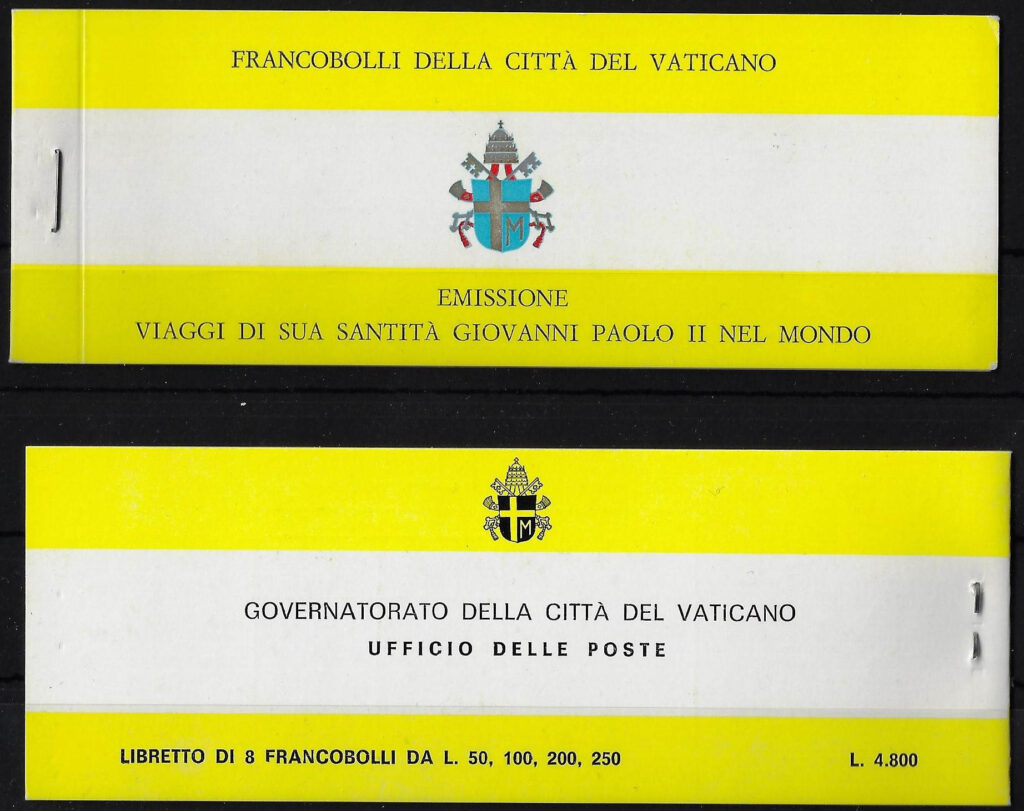 FRANCOBOLLI DELLA CITTÀ DEL VATICANO
M
EMISSIONE
VIAGGI DI SUA SANTITÀ GIOVANNI PAOLO II NEL MONDO
M
GOVERNATORATO DELLA CITTÀ DEL VATICANO
UFFICIO DELLE POSTE
LIBRETTO DI 8 FRANCOBOLLI DA L. 50, 100, 200, 250 L. 4.800